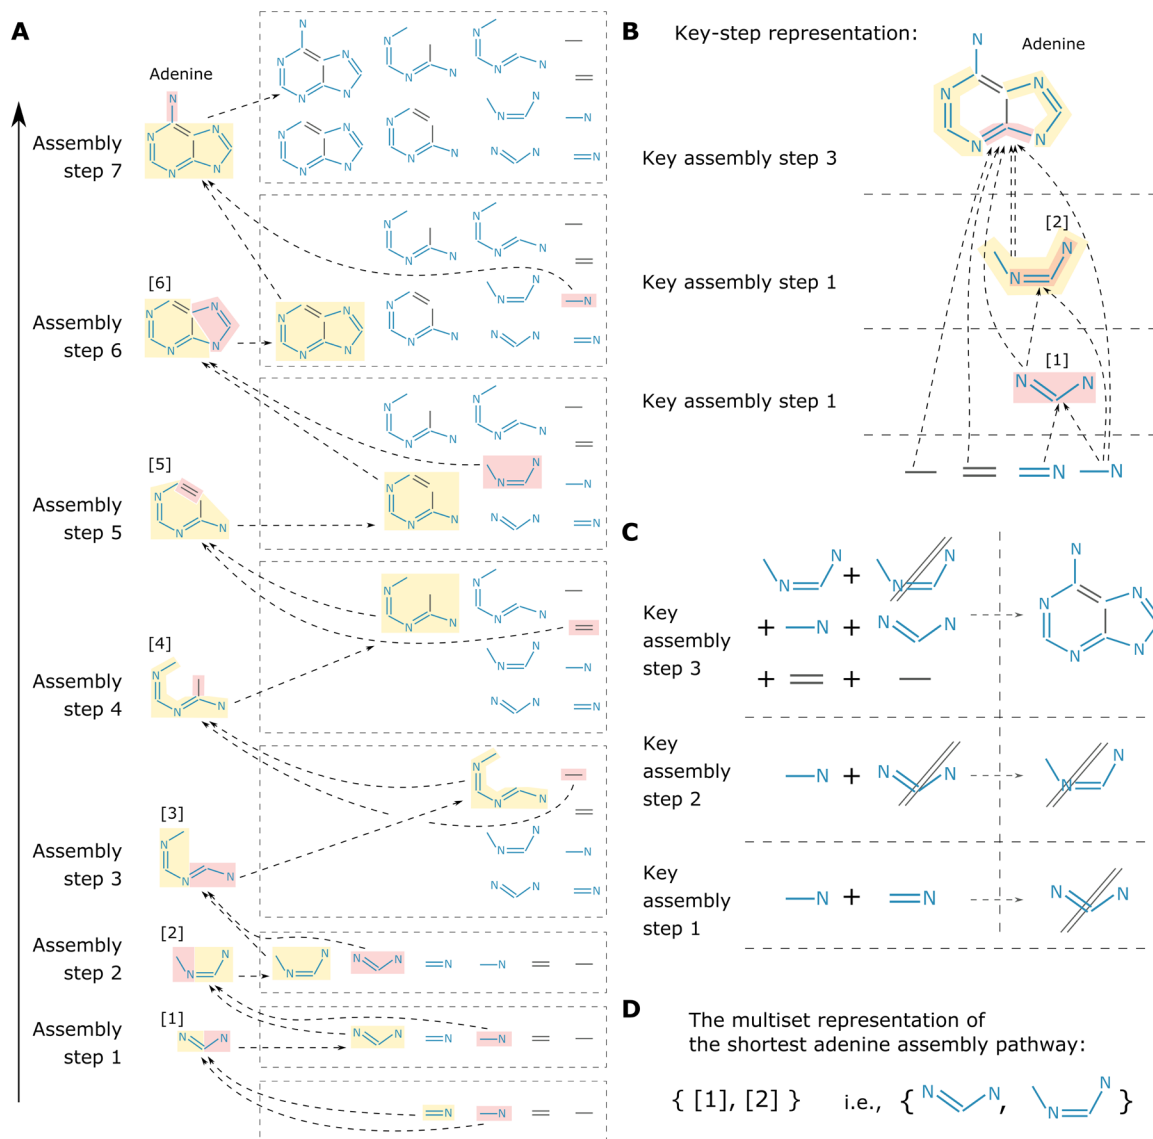 A
Adenine
Assembly
step 7
[6]
Assembly
step 6
[5]
Assembly
step 5
[4]
Assembly
step 4
[3]
Assembly
step 3
[2]
Assembly
step 2
[1]
Assembly
step 1
B
Key-step representation:
Adenine
Key assembly step 3
[2]
Key assembly step 1
[1]
Key assembly step 1
C
Key
assembly
step 3
Key
assembly
step 2
Key
assembly
step 1
D
The multiset representation of
the shortest adenine assembly pathway:
{ [1], [2] } i.e., { N N , N N }